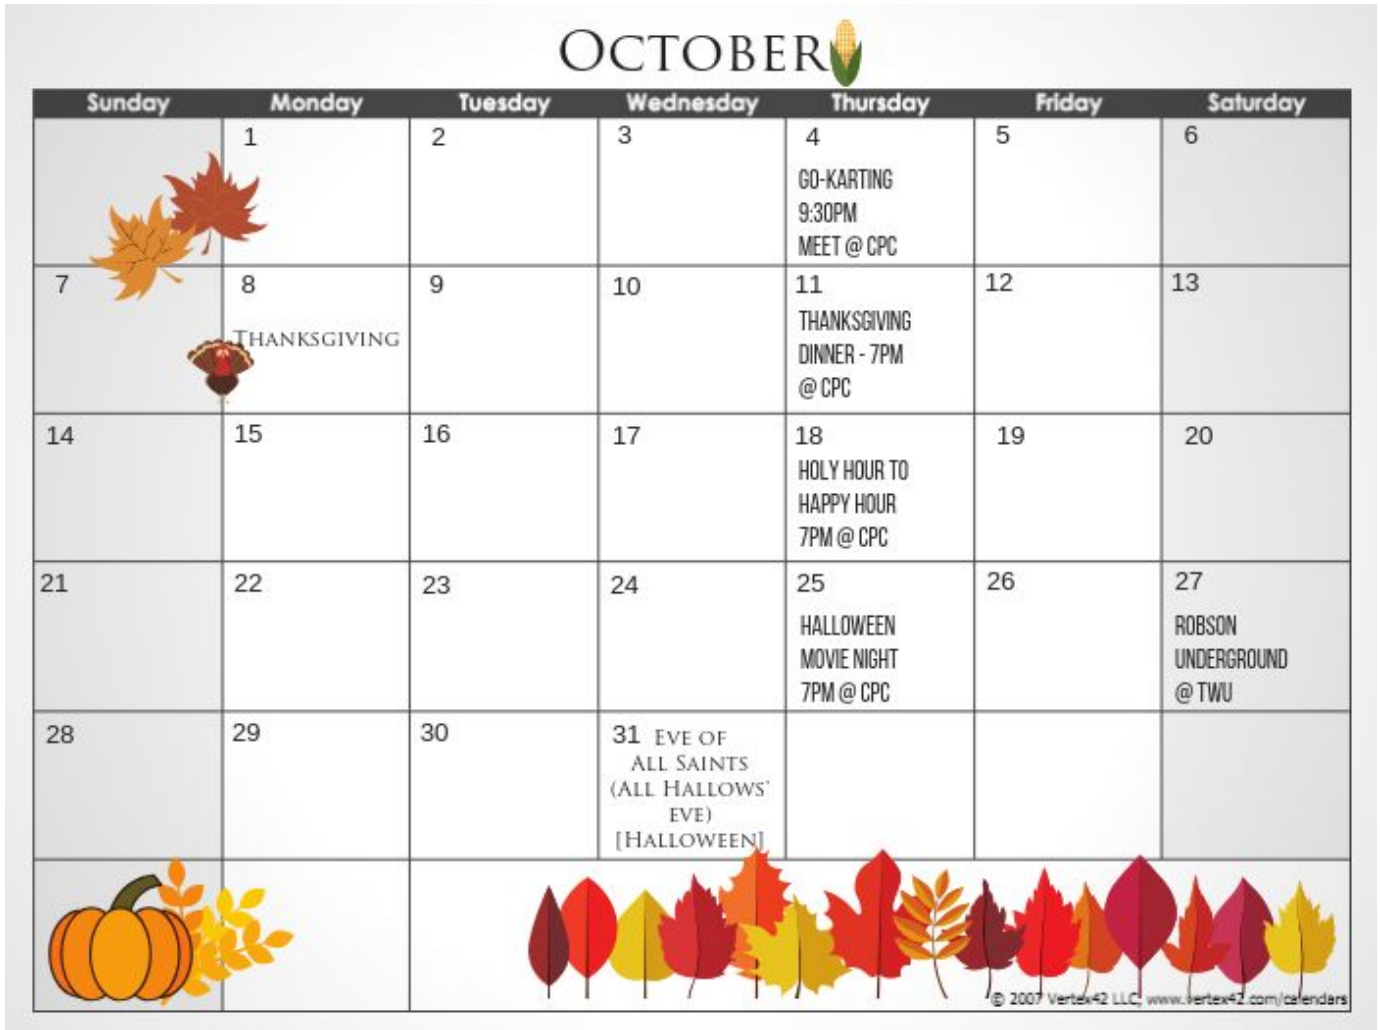 OCTOBER
Sunday Monday Tuesday Wednesday Thursday Friday Saturday
1 2 3 4 5 6
GO-KARTING
9:30PM
MEET @ CPC
7 8 9 10 11 12 13
THANKSGIVING
THANKSGIVING
DINNER - 7PM
@ CPC
14 15 16 17 18 19 20
HOLY HOUR TO
HAPPY HOUR
7PM @ CPC
21 22 23 24 25 26 27
HALLOWEEN
MOVIE NIGHT
7PM @ CPC
ROBSON
UNDERGROUND
@ TWU
28 29 30 31 EVE OF
ALL SAINTS
(ALL HALLOWS'
EVE)
[HALLOWEEN]
© 2007 Vertex42 LLC, www.vertex42.com/calendars